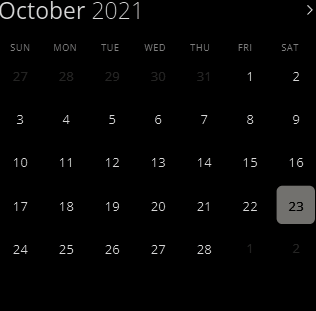 October 2021
SUN MON TUE WED THU FRI SAT
27 28 29 30 31 1 2
3 4 5 6 7 8 9
10 11 12 13 14 15 16
17 18 19 20 21 22 23
24 25 26 27 28 1 2